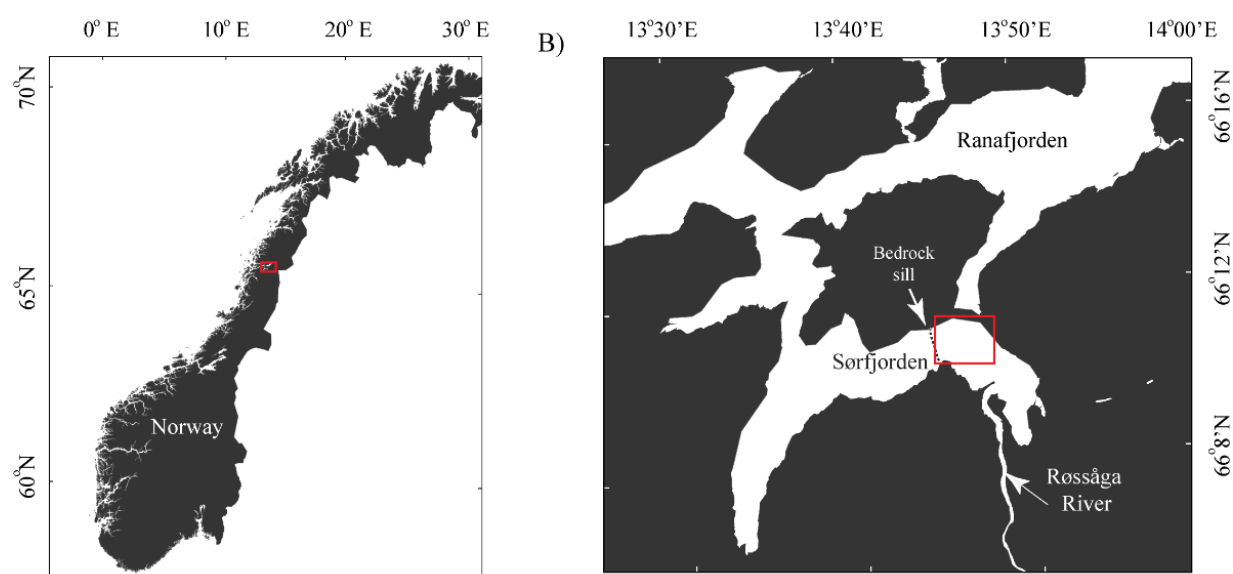 0° E 10° E 20° E 30° E
70°N
65°N
60°N
Norway
B)
13°30'E 13°40'E 13°50'E 14°00'E
66°16'N
66°12'N
66°8'N
Ranafjorden
Bedrock
sill
Sørfjorden
Røssåga
River